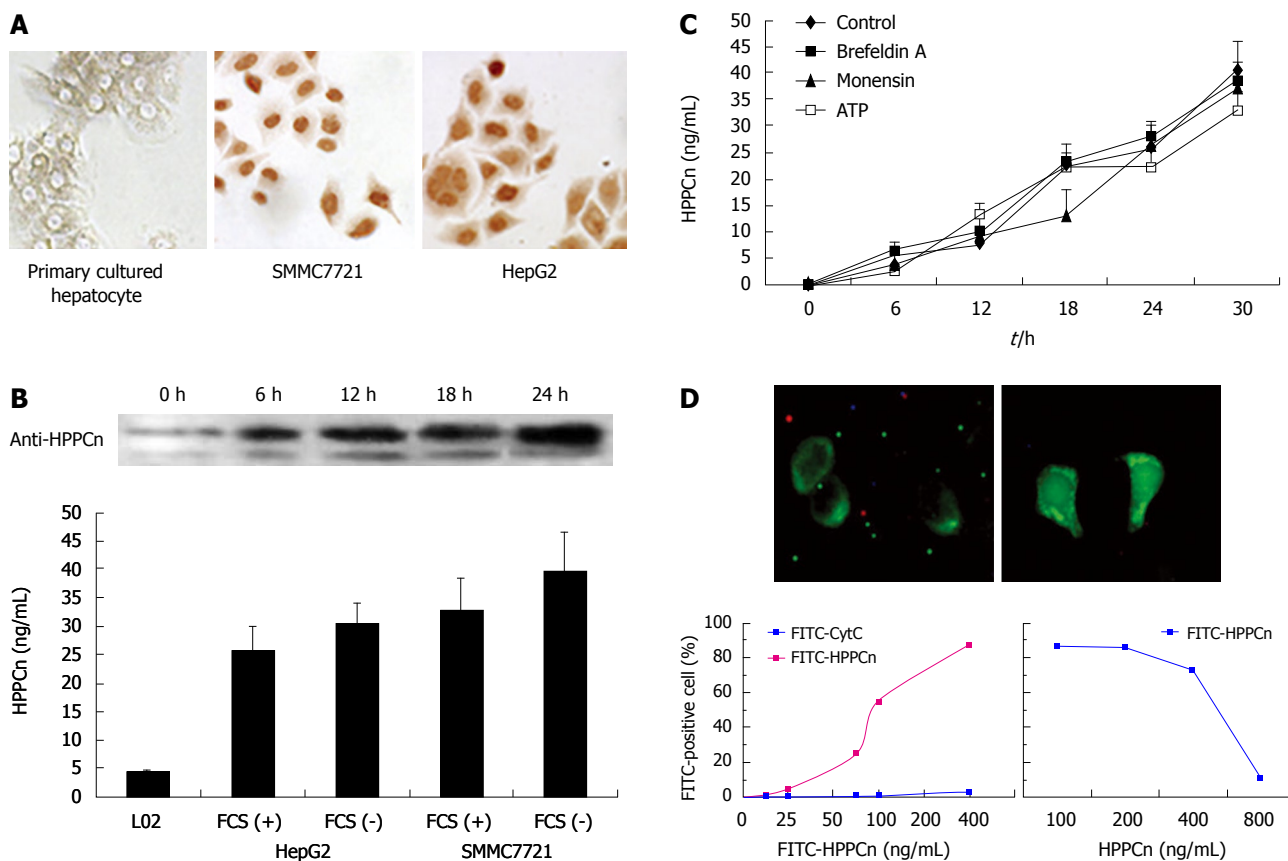 A
Primary cultured
hepatocyte
SMMC7721
HepG2
B
0 h 6 h 12 h 18 h 24 h
Anti-HPPCn
HPPCn (ng/mL)
50
45
40
35
30
25
20
15
10
5
0
L02 FCS (+) FCS (-) FCS (+) FCS (-)
HepG2 SMMC7721
C
Control
Brefeldin A
Monensin
ATP
HPPCn (ng/mL)
50
45
40
35
30
25
20
15
10
5
0
0 6 12 18 24 30
t/h
D
FITC-CytC
FITC-HPPCn
FITC-positive cell (%)
100
80
60
40
20
0
0 25 50 100 200 400
FITC-HPPCn (ng/mL)
FITC-HPPCn
100 200 400 800
HPPCn (ng/mL)